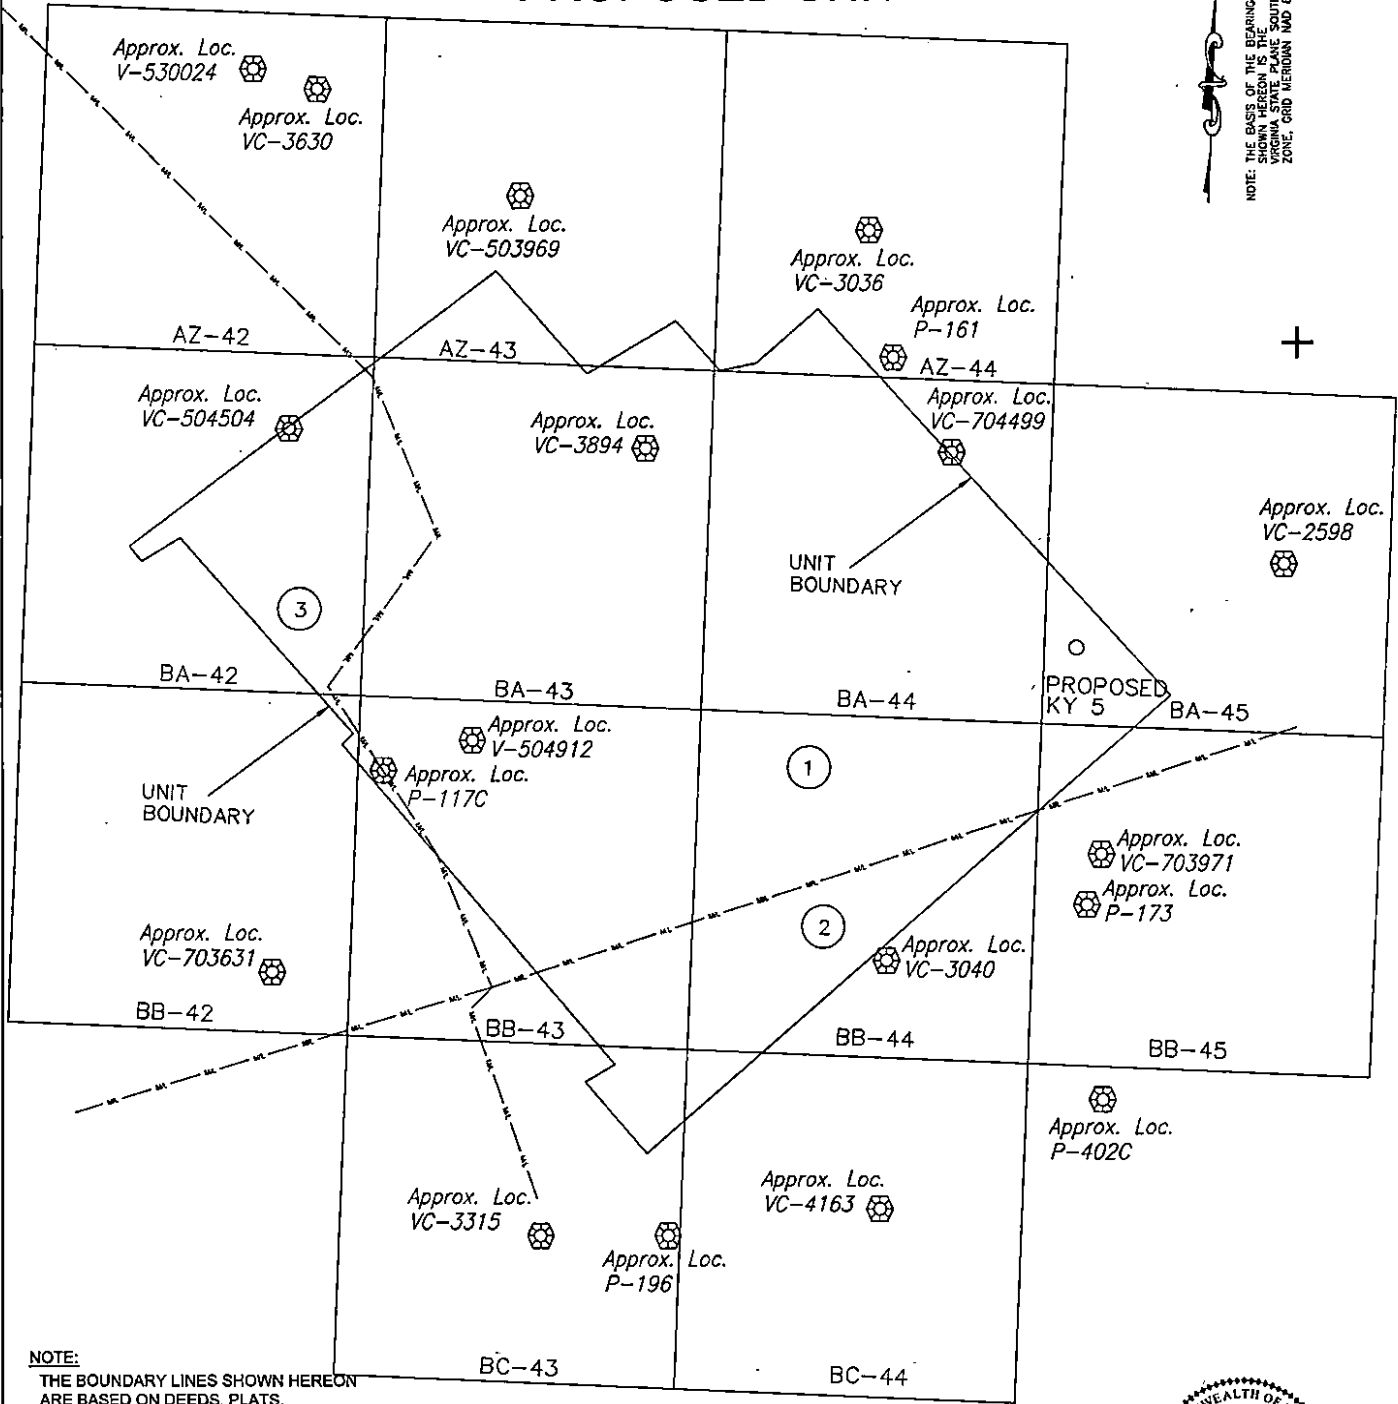 NOTE: THE BASIS OF THE BEARING
SHOWN HEREON IS THE
VIRGINIA STATE PLANE SOUTH
ZONE, GRID MERIDIAN NAD 8
Approx. Loc.
V-530024
Approx. Loc.
VC-3630
Approx. Loc.
VC-503969
Approx. Loc.
VC-3036
Approx. Loc.
P-161
AZ-42
AZ-43
AZ-44
Approx. Loc.
VC-504504
Approx. Loc.
VC-3894
Approx. Loc.
VC-704499
Approx. Loc.
VC-2598
UNIT
BOUNDARY
3
BA-42
BA-43
BA-44
PROPOSED
KY 5
BA-45
Approx. Loc.
V-504912
Approx. Loc.
P-117C
1
UNIT
BOUNDARY
Approx. Loc.
VC-703971
Approx. Loc.
P-173
2
Approx. Loc.
VC-703631
Approx. Loc.
VC-3040
BB-42
BB-43
BB-44
BB-45
Approx. Loc.
P-402C
Approx. Loc.
VC-3315
Approx. Loc.
VC-4163
Approx. Loc.
P-196
BC-43
BC-44
NOTE:
THE BOUNDARY LINES SHOWN HEREON
ARE BASED ON DEEDS, PLATS,